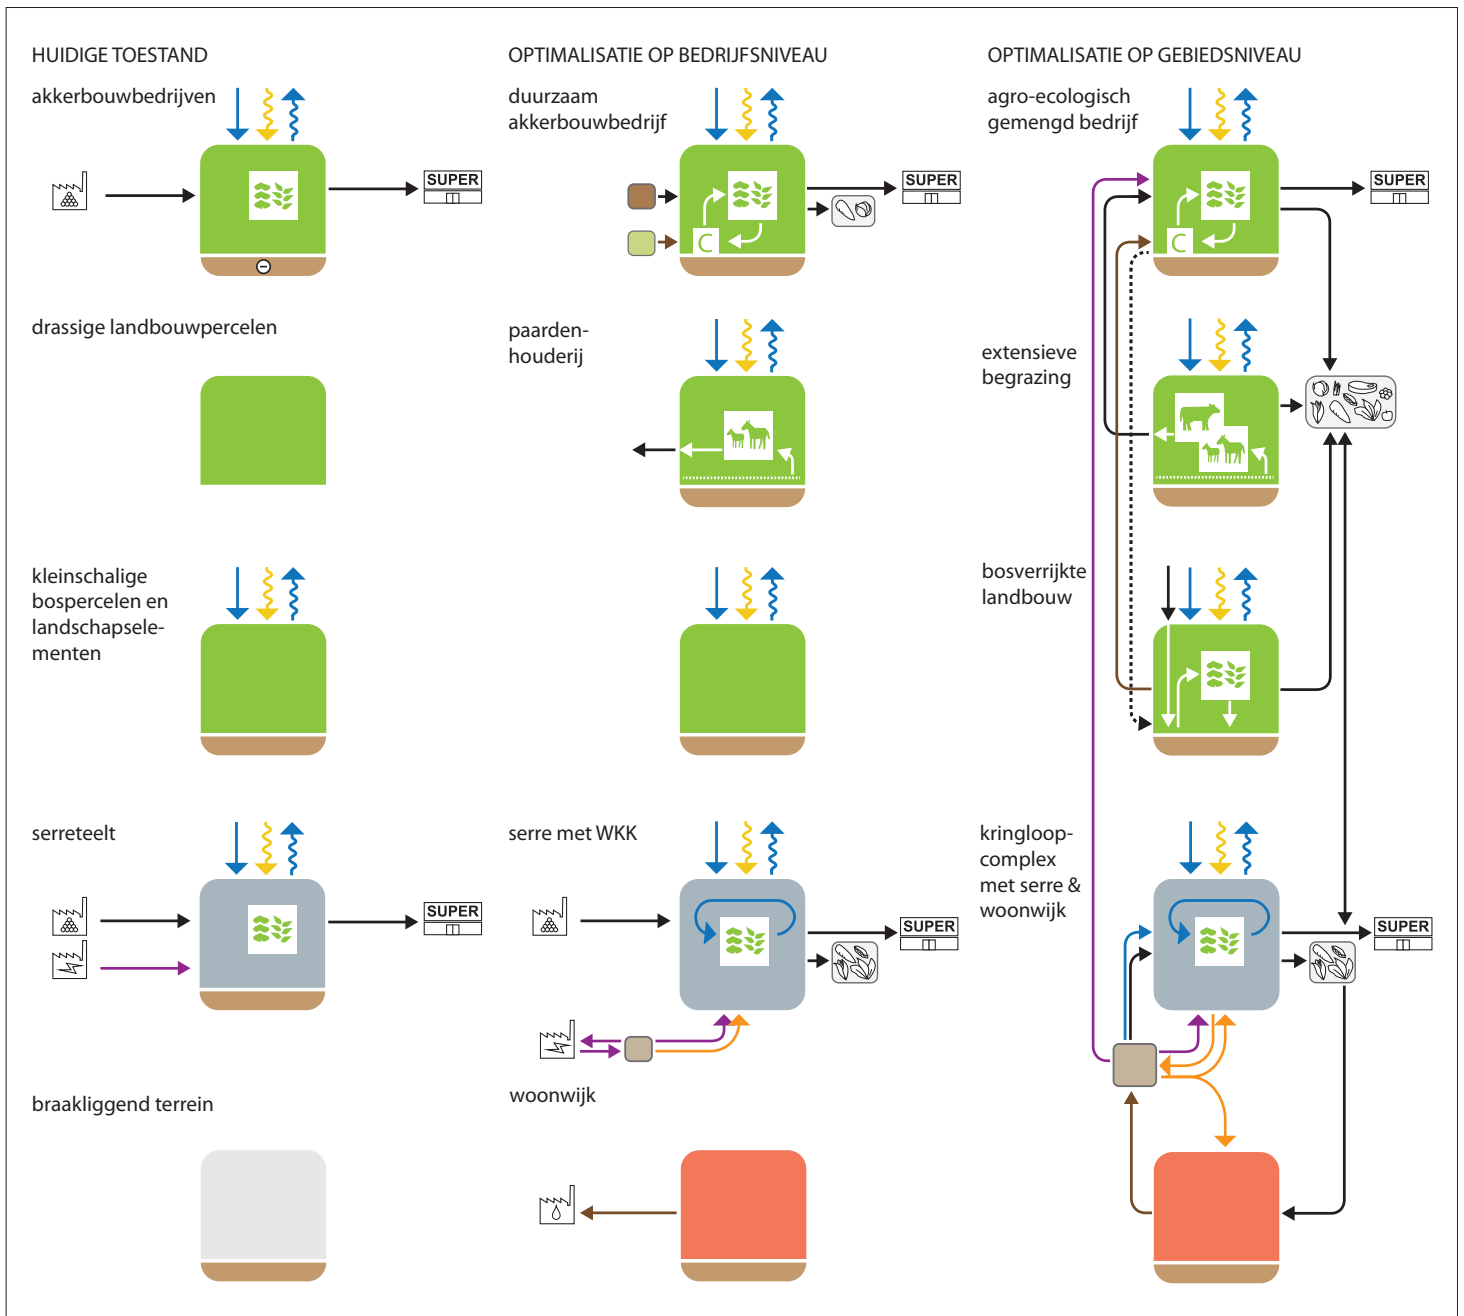 HUIDIGE TOESTAND
akkerbouwbedrijven
SUPER
drassige landbouwpercelen
kleinschalige
bospercelen en
landschapsele-
menten
serreteelt
SUPER
braakliggend terrein
OPTIMALISATIE OP BEDRIJFSNIVEAU
duurzaam
akkerbouwbedrijf
C
SUPER
paarden-
houderij
serre met WKK
SUPER
woonwijk
OPTIMALISATIE OP GEBIEDSNIVEAU
agro-ecologisch
gemengd bedrijf
C
SUPER
extensieve
begrazing
bosverrijkte
landbouw
kringloop-
complex
met serre &
woonwijk
SUPER